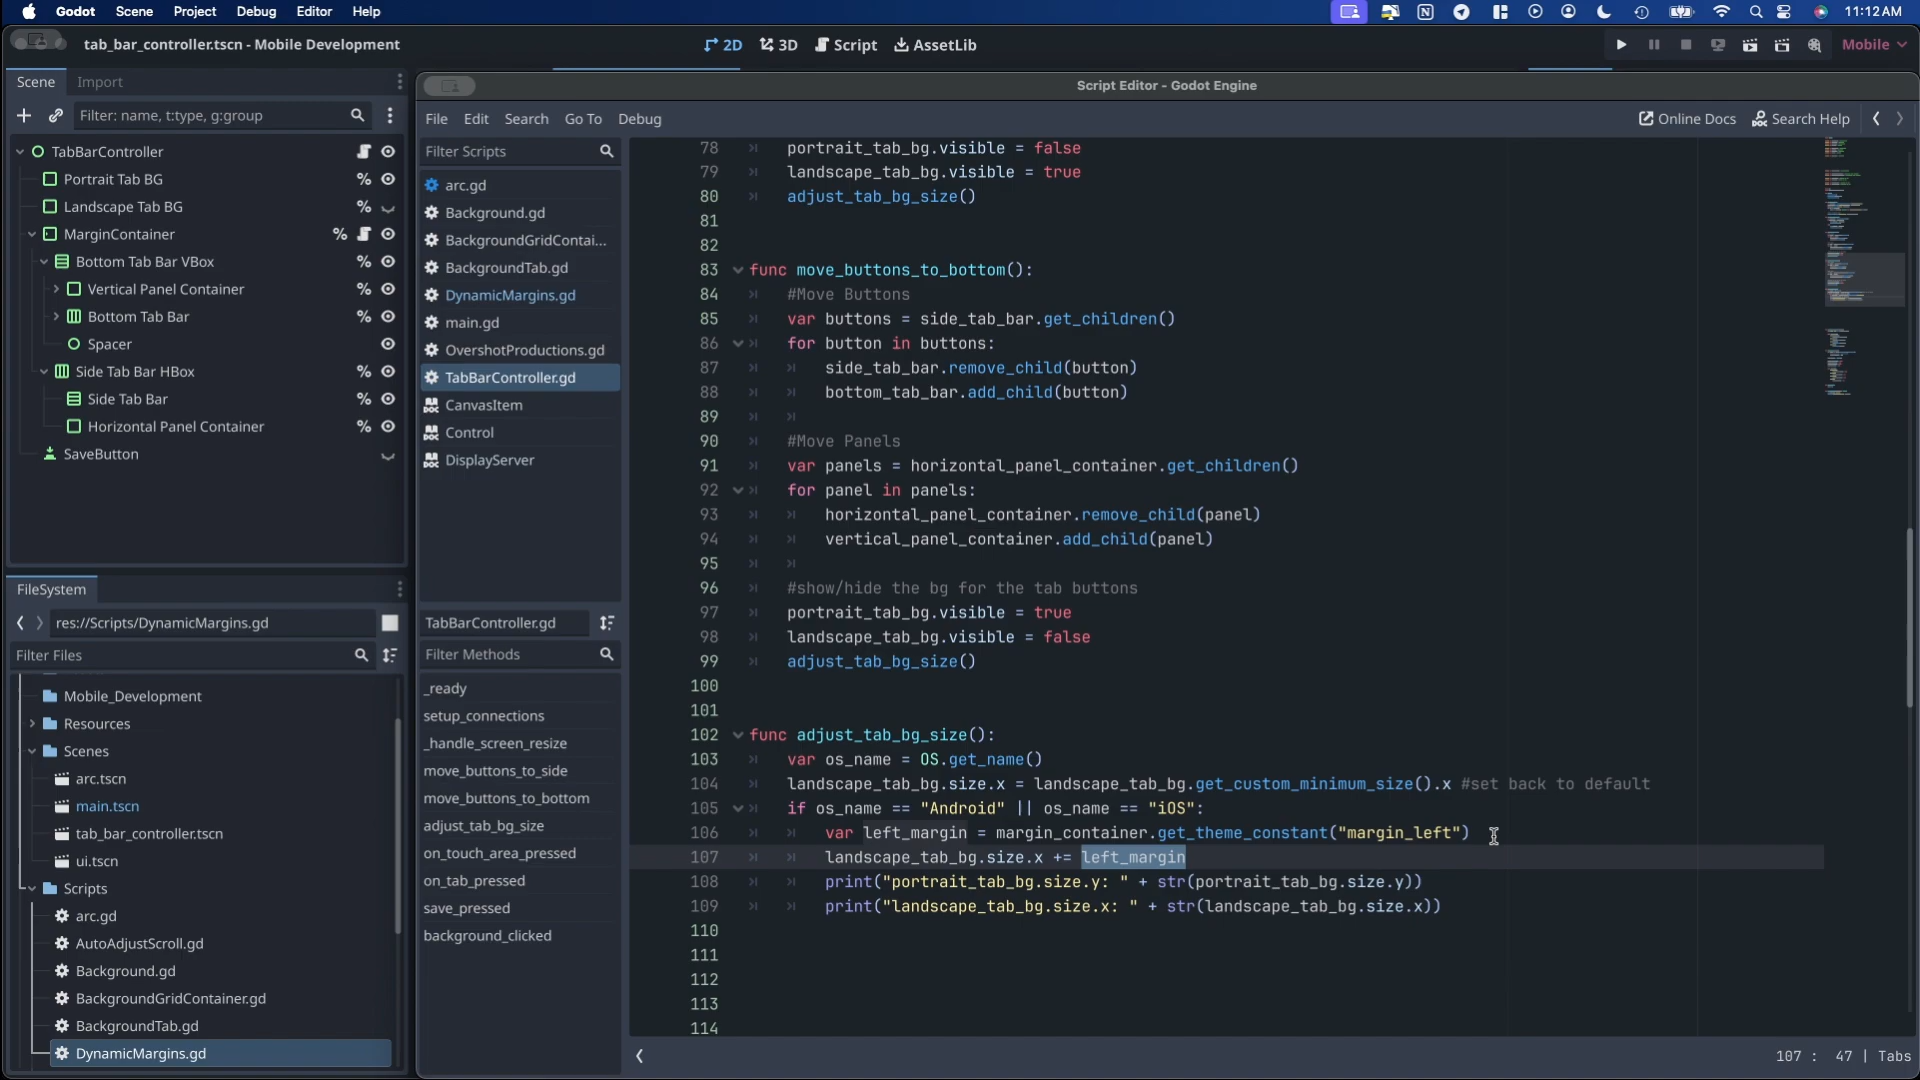 Godot Scene Project Debug Editor Help 11:12 AM
tab_bar_controller.tscn - Mobile Development 2D 3D Script AssetLib Mobile
Scene Import
Filter: name, t:type, g:group
TabBarController
Portrait Tab BG
Landscape Tab BG
MarginContainer
Bottom Tab Bar VBox
Vertical Panel Container
Bottom Tab Bar
Spacer
Side Tab Bar HBox
Side Tab Bar
Horizontal Panel Container
SaveButton
FileSystem
res://Scripts/DynamicMargins.gd
Filter Files
Mobile_Development
Resources
Scenes
arc.tscn
main.tscn
tab_bar_controller.tscn
ui.tscn
Scripts
arc.gd
AutoAdjustScroll.gd
Background.gd
BackgroundGridContainer.gd
BackgroundTab.gd
DynamicMargins.gd
Script Editor - Godot Engine
File Edit Search Go To Debug Online Docs Search Help
Filter Scripts
arc.gd
Background.gd
BackgroundGridContai...
BackgroundTab.gd
DynamicMargins.gd
main.gd
OvershotProductions.gd
TabBarController.gd
CanvasItem
Control
DisplayServer
TabBarController.gd
Filter Methods
_ready
setup_connections
_handle_screen_resize
move_buttons_to_side
move_buttons_to_bottom
adjust_tab_bg_size
on_touch_area_pressed
on_tab_pressed
save_pressed
background_clicked
78 portrait_tab_bg.visible = false
79 landscape_tab_bg.visible = true
80 adjust_tab_bg_size()
81
82
83 func move_buttons_to_bottom():
84 #Move Buttons
85 var buttons = side_tab_bar.get_children()
86 for button in buttons:
87 side_tab_bar.remove_child(button)
88 bottom_tab_bar.add_child(button)
89
90 #Move Panels
91 var panels = horizontal_panel_container.get_children()
92 for panel in panels:
93 horizontal_panel_container.remove_child(panel)
94 vertical_panel_container.add_child(panel)
95
96 #show/hide the bg for the tab buttons
97 portrait_tab_bg.visible = true
98 landscape_tab_bg.visible = false
99 adjust_tab_bg_size()
100
101
102 func adjust_tab_bg_size():
103 var os_name = OS.get_name()
104 landscape_tab_bg.size.x = landscape_tab_bg.get_custom_minimum_size().x #set back to default
105 if os_name == "Android" || os_name == "iOS":
106 var left_margin = margin_container.get_theme_constant("margin_left")
107 landscape_tab_bg.size.x += left_margin
108 print("portrait_tab_bg.size.y: " + str(portrait_tab_bg.size.y))
109 print("landscape_tab_bg.size.x: " + str(landscape_tab_bg.size.x))
110
111
112
113
114
107 : 47 | Tabs